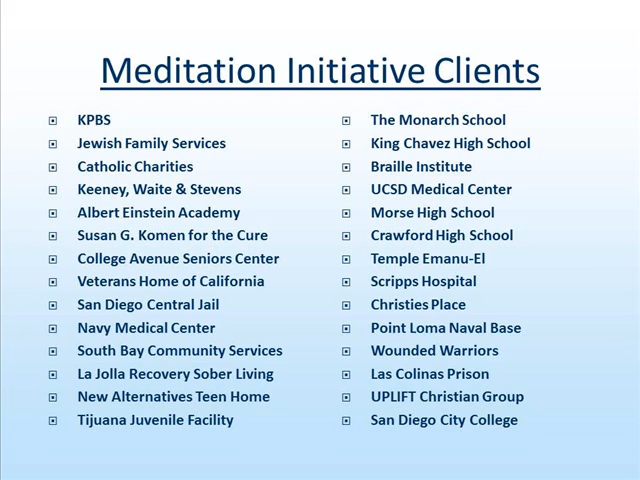 Meditation Initiative Clients
KPBS
Jewish Family Services
Catholic Charities
Keeney, Waite & Stevens
Albert Einstein Academy
Susan G. Komen for the Cure
College Avenue Seniors Center
Veterans Home of California
San Diego Central Jail
Navy Medical Center
South Bay Community Services
La Jolla Recovery Sober Living
New Alternatives Teen Home
Tijuana Juvenile Facility
The Monarch School
King Chavez High School
Braille Institute
UCSD Medical Center
Morse High School
Crawford High School
Temple Emanu-El
Scripps Hospital
Christies Place
Point Loma Naval Base
Wounded Warriors
Las Colinas Prison
UPLIFT Christian Group
San Diego City College